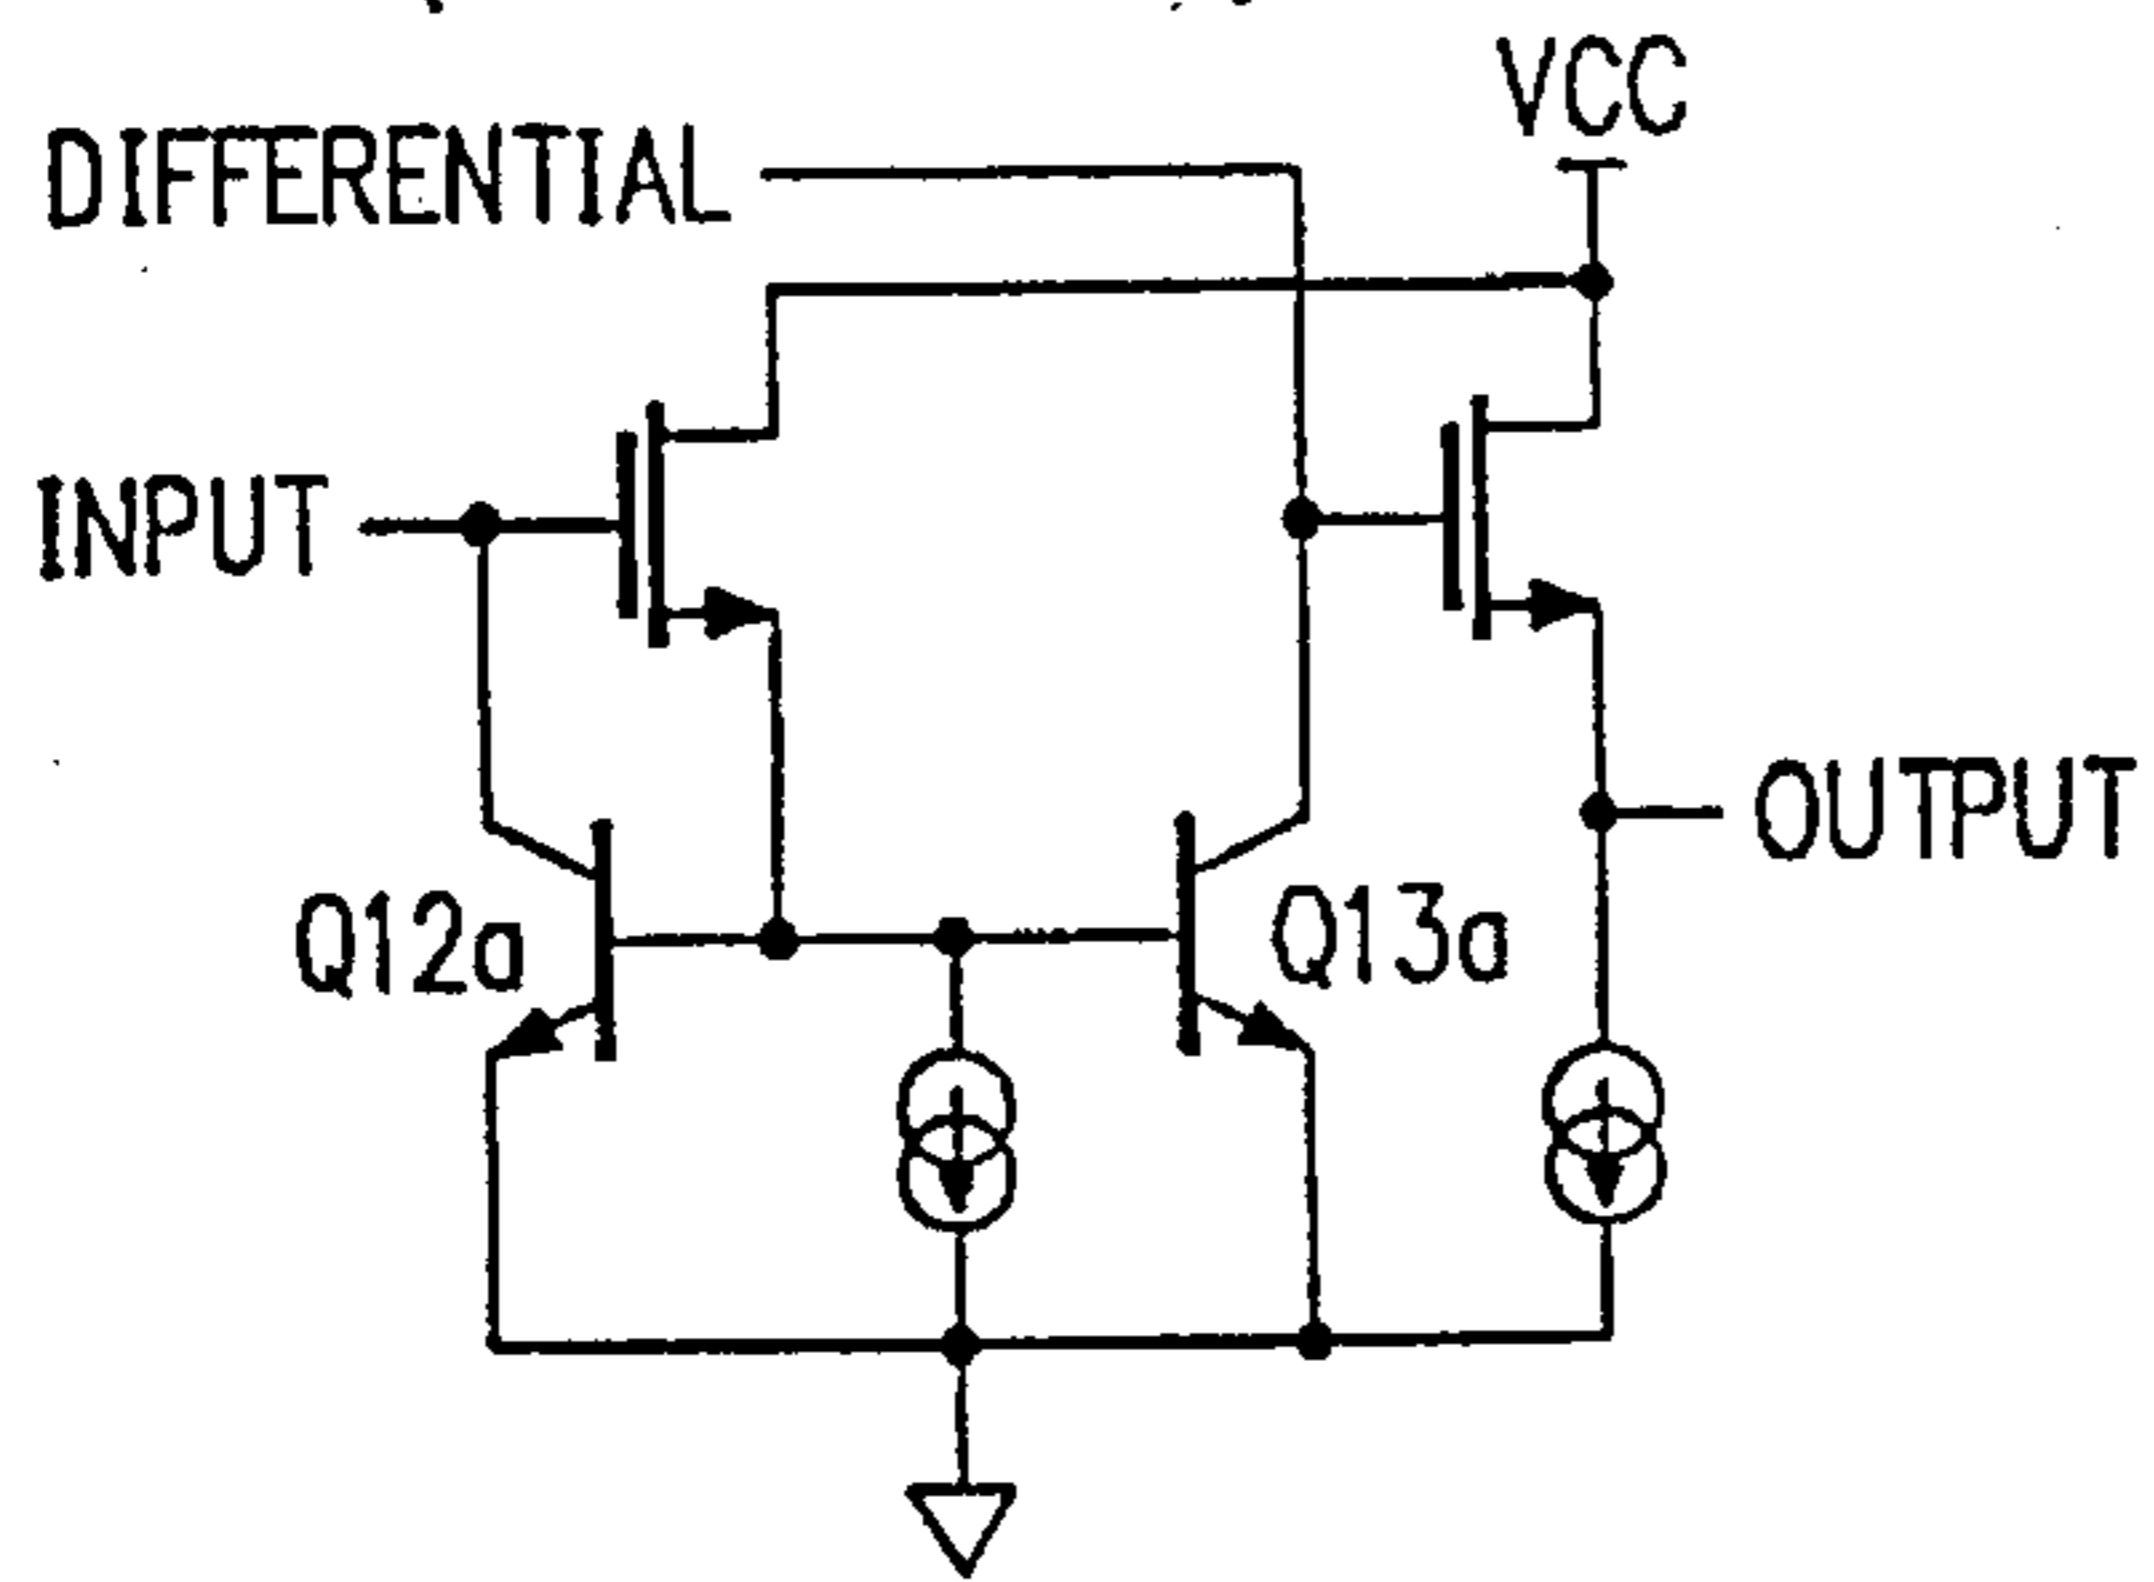 VCC
DIFFERENTIAL
INPUT
OUTPUT
Q12a
Q13a